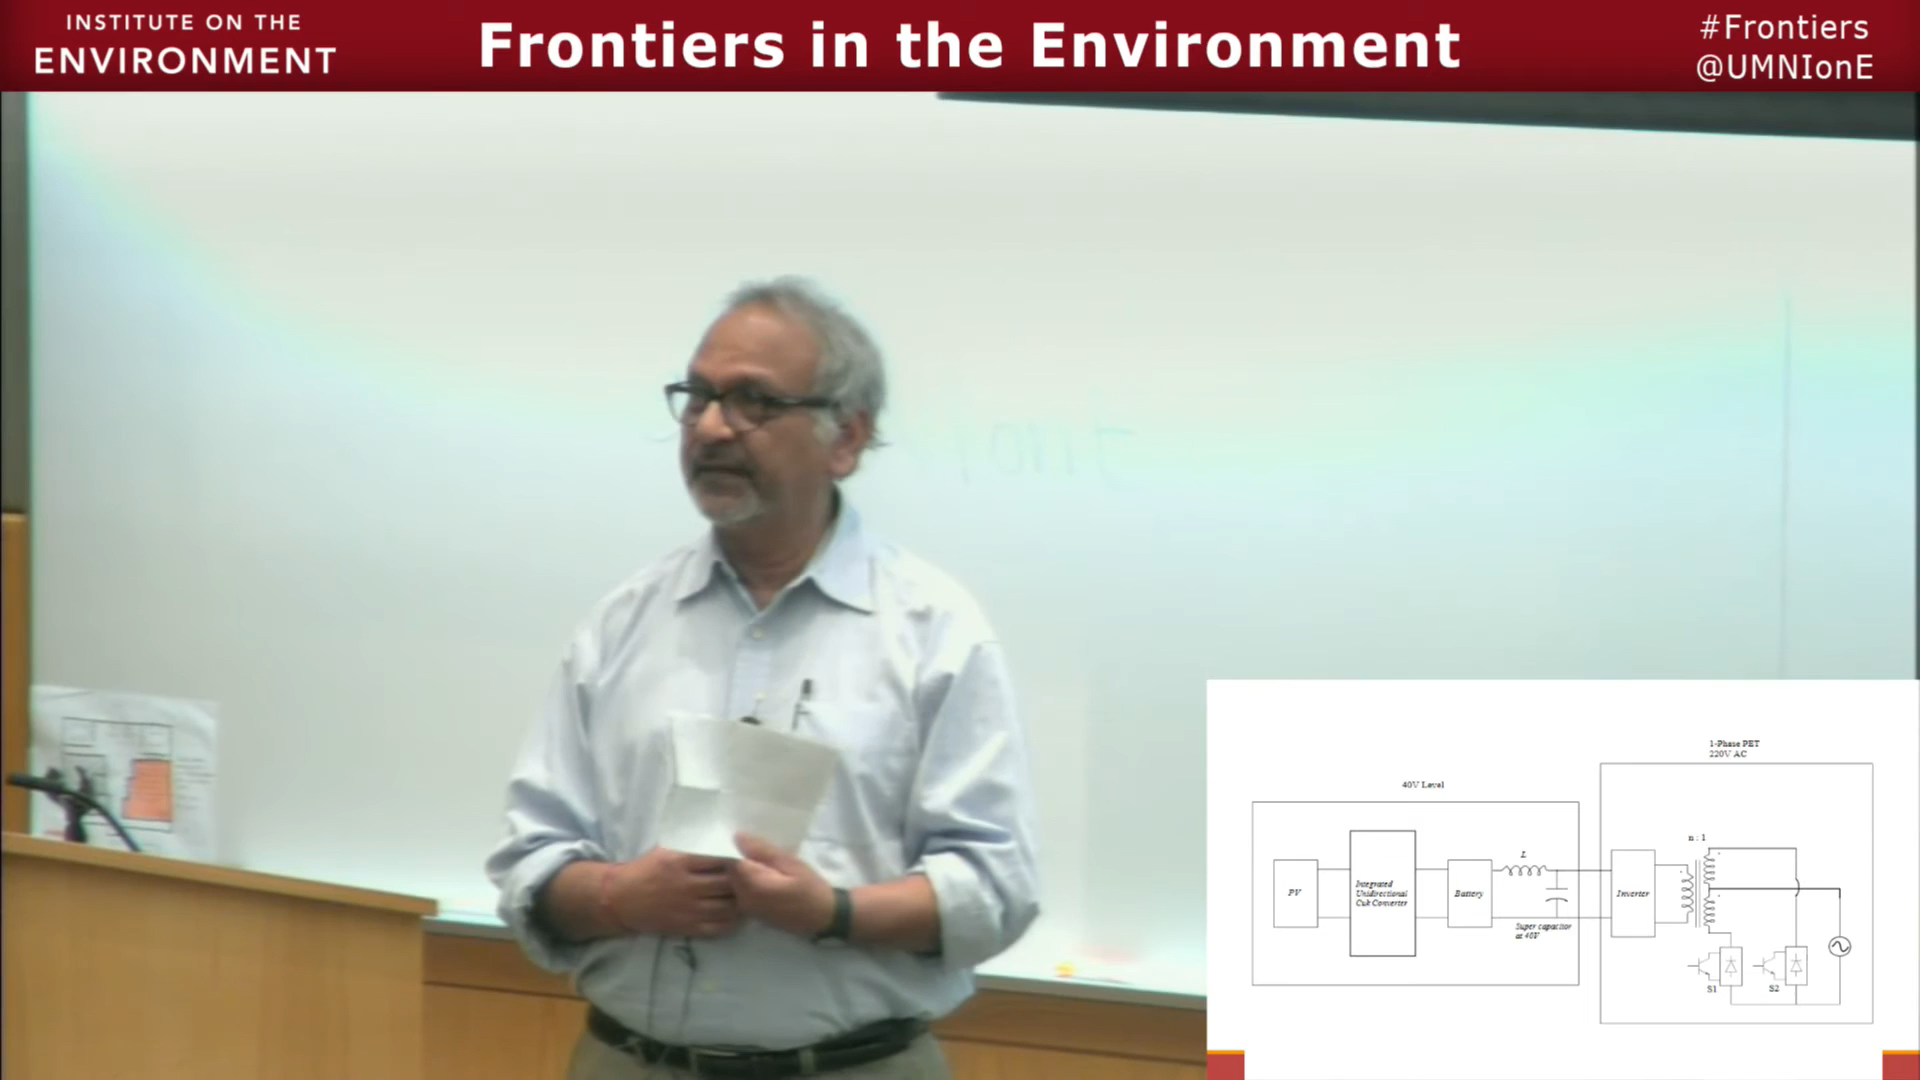 INSTITUTE ON THE
ENVIRONMENT
Frontiers in the Environment
#Frontiers
@UMNIonE
1-Phase PET
220V AC
40V Level
n : 1
L
PV
Integrated
Unidirectional
Cuk Converter
Battery
Inverter
Super capacitor
at 40V
S1
S2